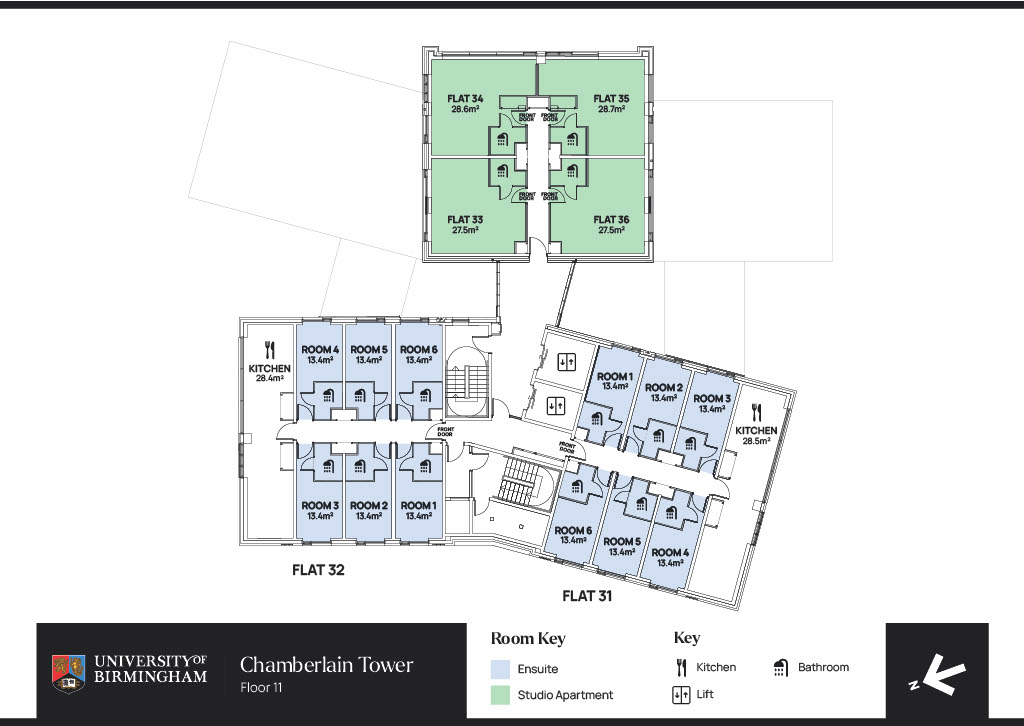 FLAT 34
28.6m²
FLAT 35
28.7m²
FRONT
DOOR
FRONT
DOOR
FRONT
DOOR
FRONT
DOOR
FLAT 33
27.5m²
FLAT 36
27.5m²
KITCHEN
28.4m²
ROOM 4
13.4m²
ROOM 5
13.4m²
ROOM 6
13.4m²
FRONT
DOOR
ROOM 3
13.4m²
ROOM 2
13.4m²
ROOM 1
13.4m²
FLAT 32
ROOM 1
13.4m²
ROOM 2
13.4m²
ROOM 3
13.4m²
KITCHEN
28.5m²
FRONT
DOOR
ROOM 6
13.4m²
ROOM 5
13.4m²
ROOM 4
13.4m²
FLAT 31
UNIVERSITY OF
BIRMINGHAM
Chamberlain Tower
Floor 11
Room Key
Ensuite
Studio Apartment
Key
Kitchen
Bathroom
Lift
N